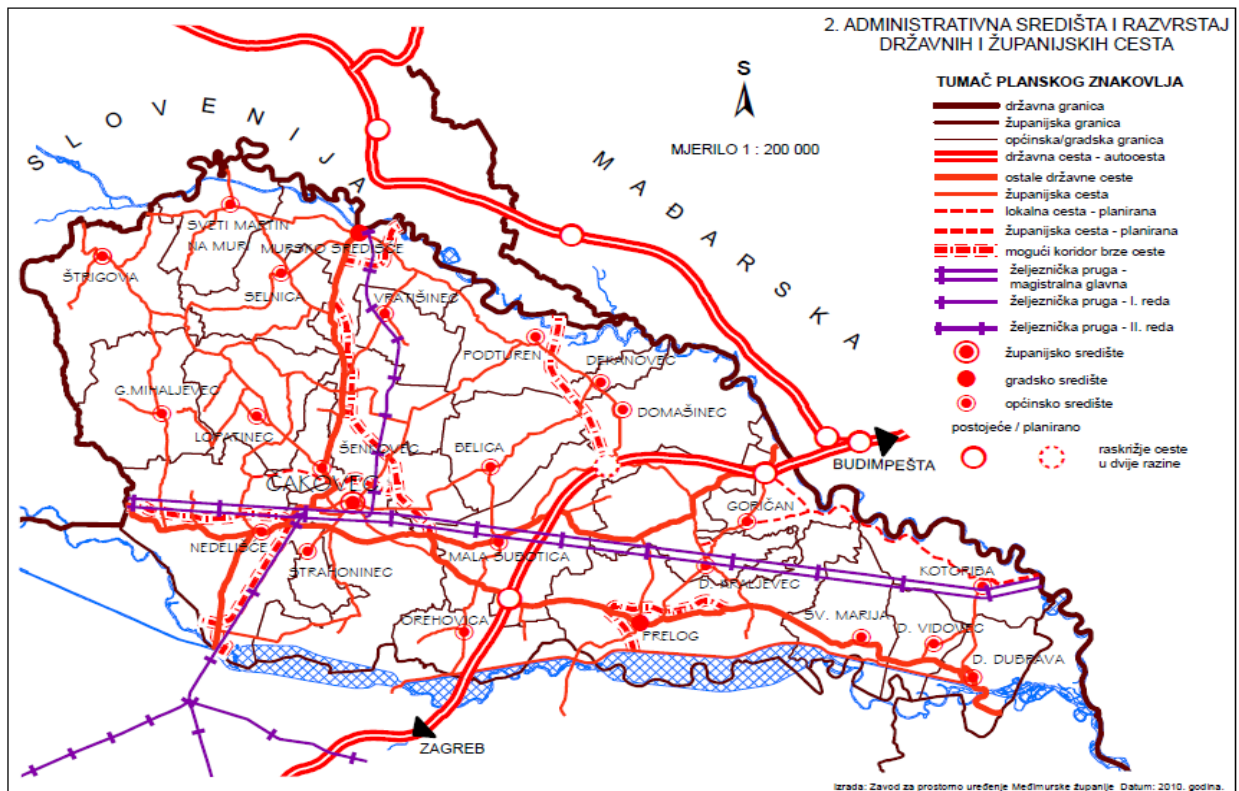 2. ADMINISTRATIVNA SREDIŠTA I RAZVRSTAJ
DRŽAVNIH I ŽUPANIJSKIH CESTA
TUMAČ PLANSKOG ZNAKOVLJA
državna granica
županijska granica
općinska/gradska granica
državna cesta - autocesta
ostale državne ceste
županijska cesta
lokalna cesta - planirana
županijska cesta - planirana
mogući koridor brze ceste
željeznička pruga -
magistralna glavna
željeznička pruga - I. reda
željeznička pruga - II. reda
županijsko središte
gradsko središte
općinsko središte
postojeće / planirano
raskrižje ceste
u dvije razine
S
MJERILO 1 : 200 000
SLOVENIJA
MAĐARSKA
SVETI MARTIN
NA MURI
MURSKO SREDIŠĆE
ŠTRIGOVA
SELNICA
VRATIŠINEC
PODTUREN
DEKANOVEC
G.MIHALJEVEC
DOMAŠINEC
LOPATINEC
ŠENKOVEC
BELICA
ČAKOVEC
BUDIMPEŠTA
GORIČAN
NEDELIŠĆE
MALA SUBOTICA
STRAHONINEC
D. KRALJEVEC
KOTORIBA
OREHOVICA
PRELOG
SV. MARIJA
D. VIDOVEC
D. DUBRAVA
ZAGREB
Izrada: Zavod za prostorno uređenje Međimurske županije Datum: 2010. godina.